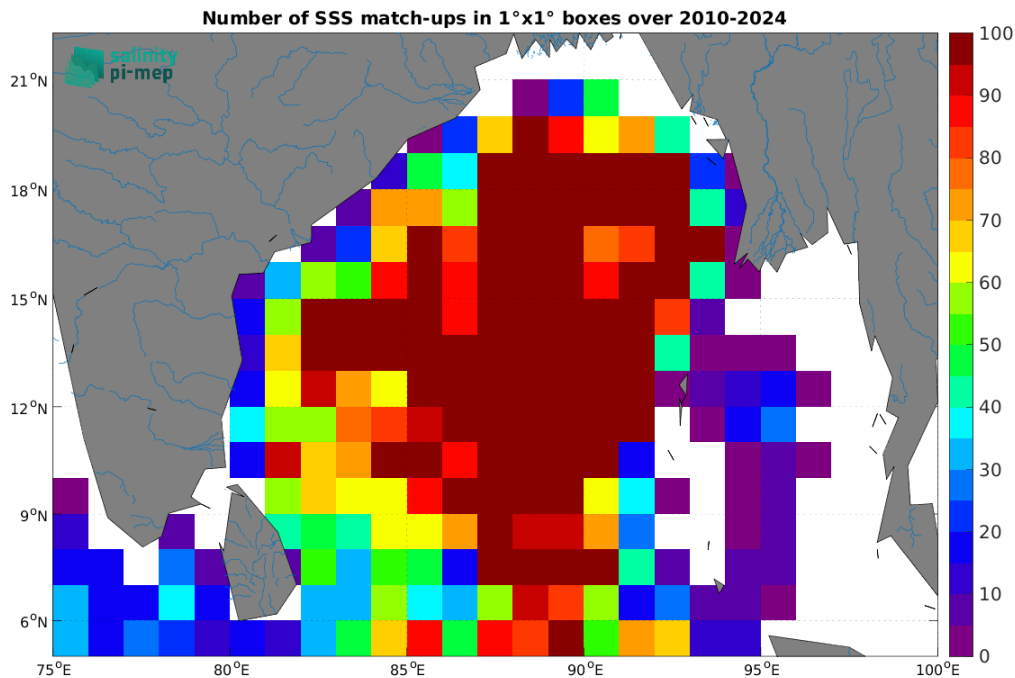 Number of SSS match-ups in 1°x1° boxes over 2010-2024
salinity
pi-mep
21°N
18°N
15°N
12°N
9°N
6°N
75°E
80°E
85°E
90°E
95°E
100°E
100
90
80
70
60
50
40
30
20
10
0